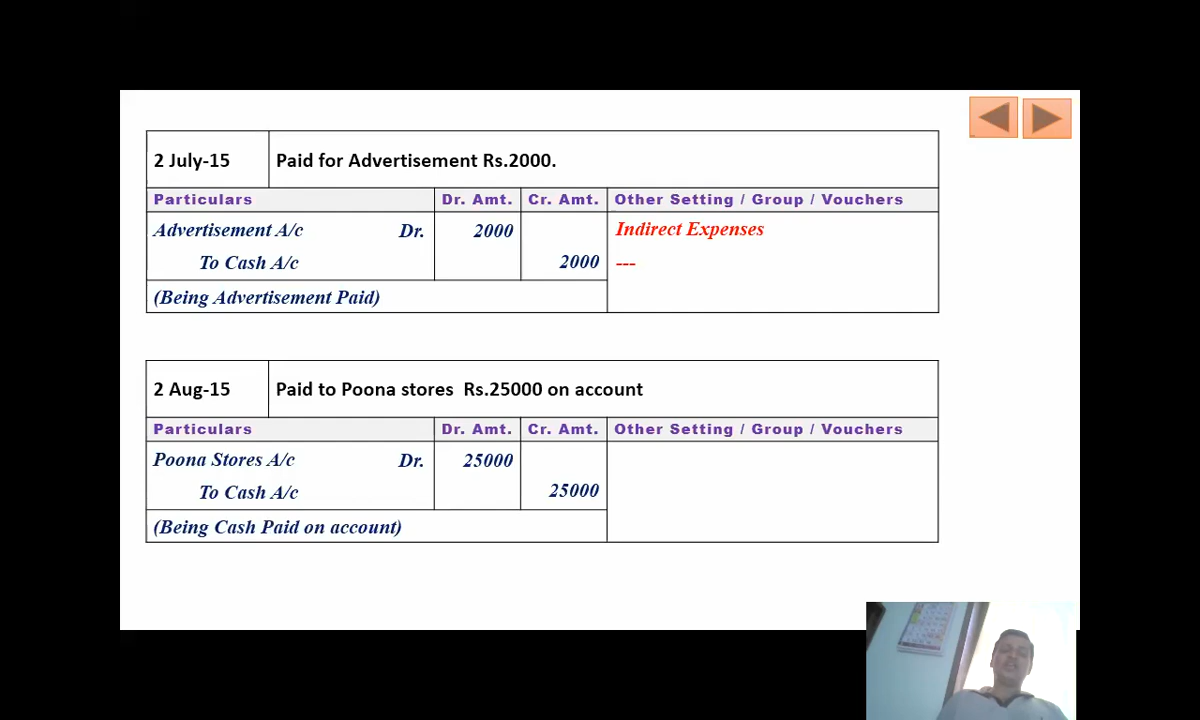 2 July-15 Paid for Advertisement Rs.2000.
Particulars Dr. Amt. Cr. Amt. Other Setting / Group / Vouchers
Advertisement A/c Dr. 2000 Indirect Expenses
To Cash A/c 2000 ---
(Being Advertisement Paid)
2 Aug-15 Paid to Poona stores Rs.25000 on account
Particulars Dr. Amt. Cr. Amt. Other Setting / Group / Vouchers
Poona Stores A/c Dr. 25000
To Cash A/c 25000
(Being Cash Paid on account)